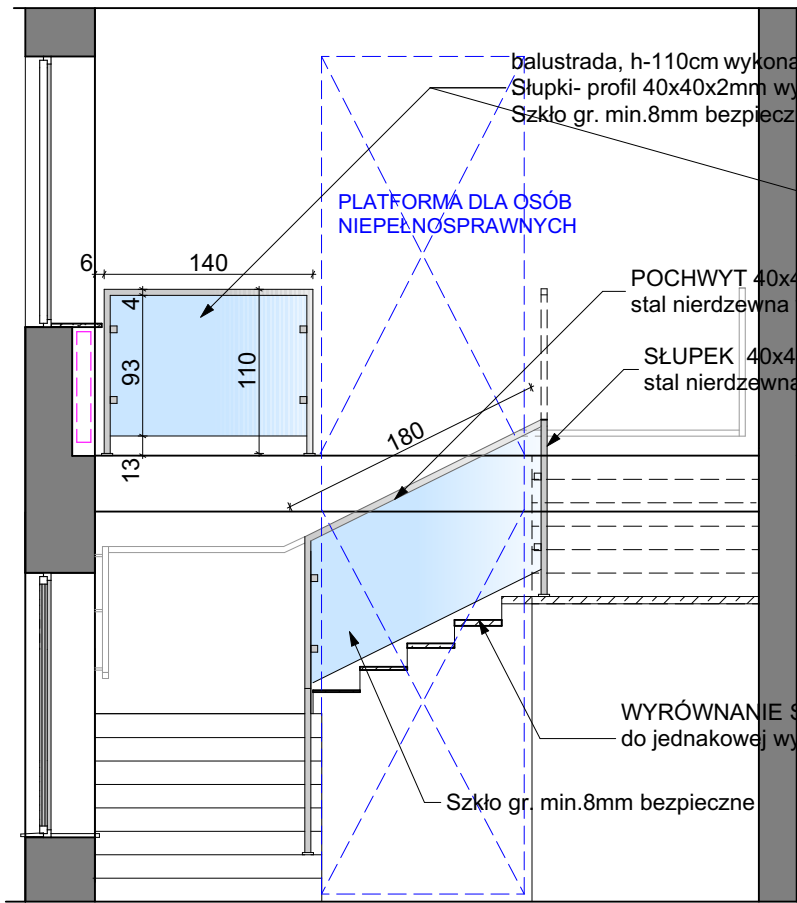 balustrada, h-110cm wykona
Słupki- profil 40x40x2mm wy
Szkło gr. min.8mm bezpiecz
PLATFORMA DLA OSÓB
NIEPEŁNOSPRAWNYCH
6
140
POCHWYT 40x4
stal nierdzewna
4
93
110
SŁUPEK 40x4
stal nierdzewna
180
13
WYRÓWNANIE S
do jednakowej wy
Szkło gr. min.8mm bezpieczne